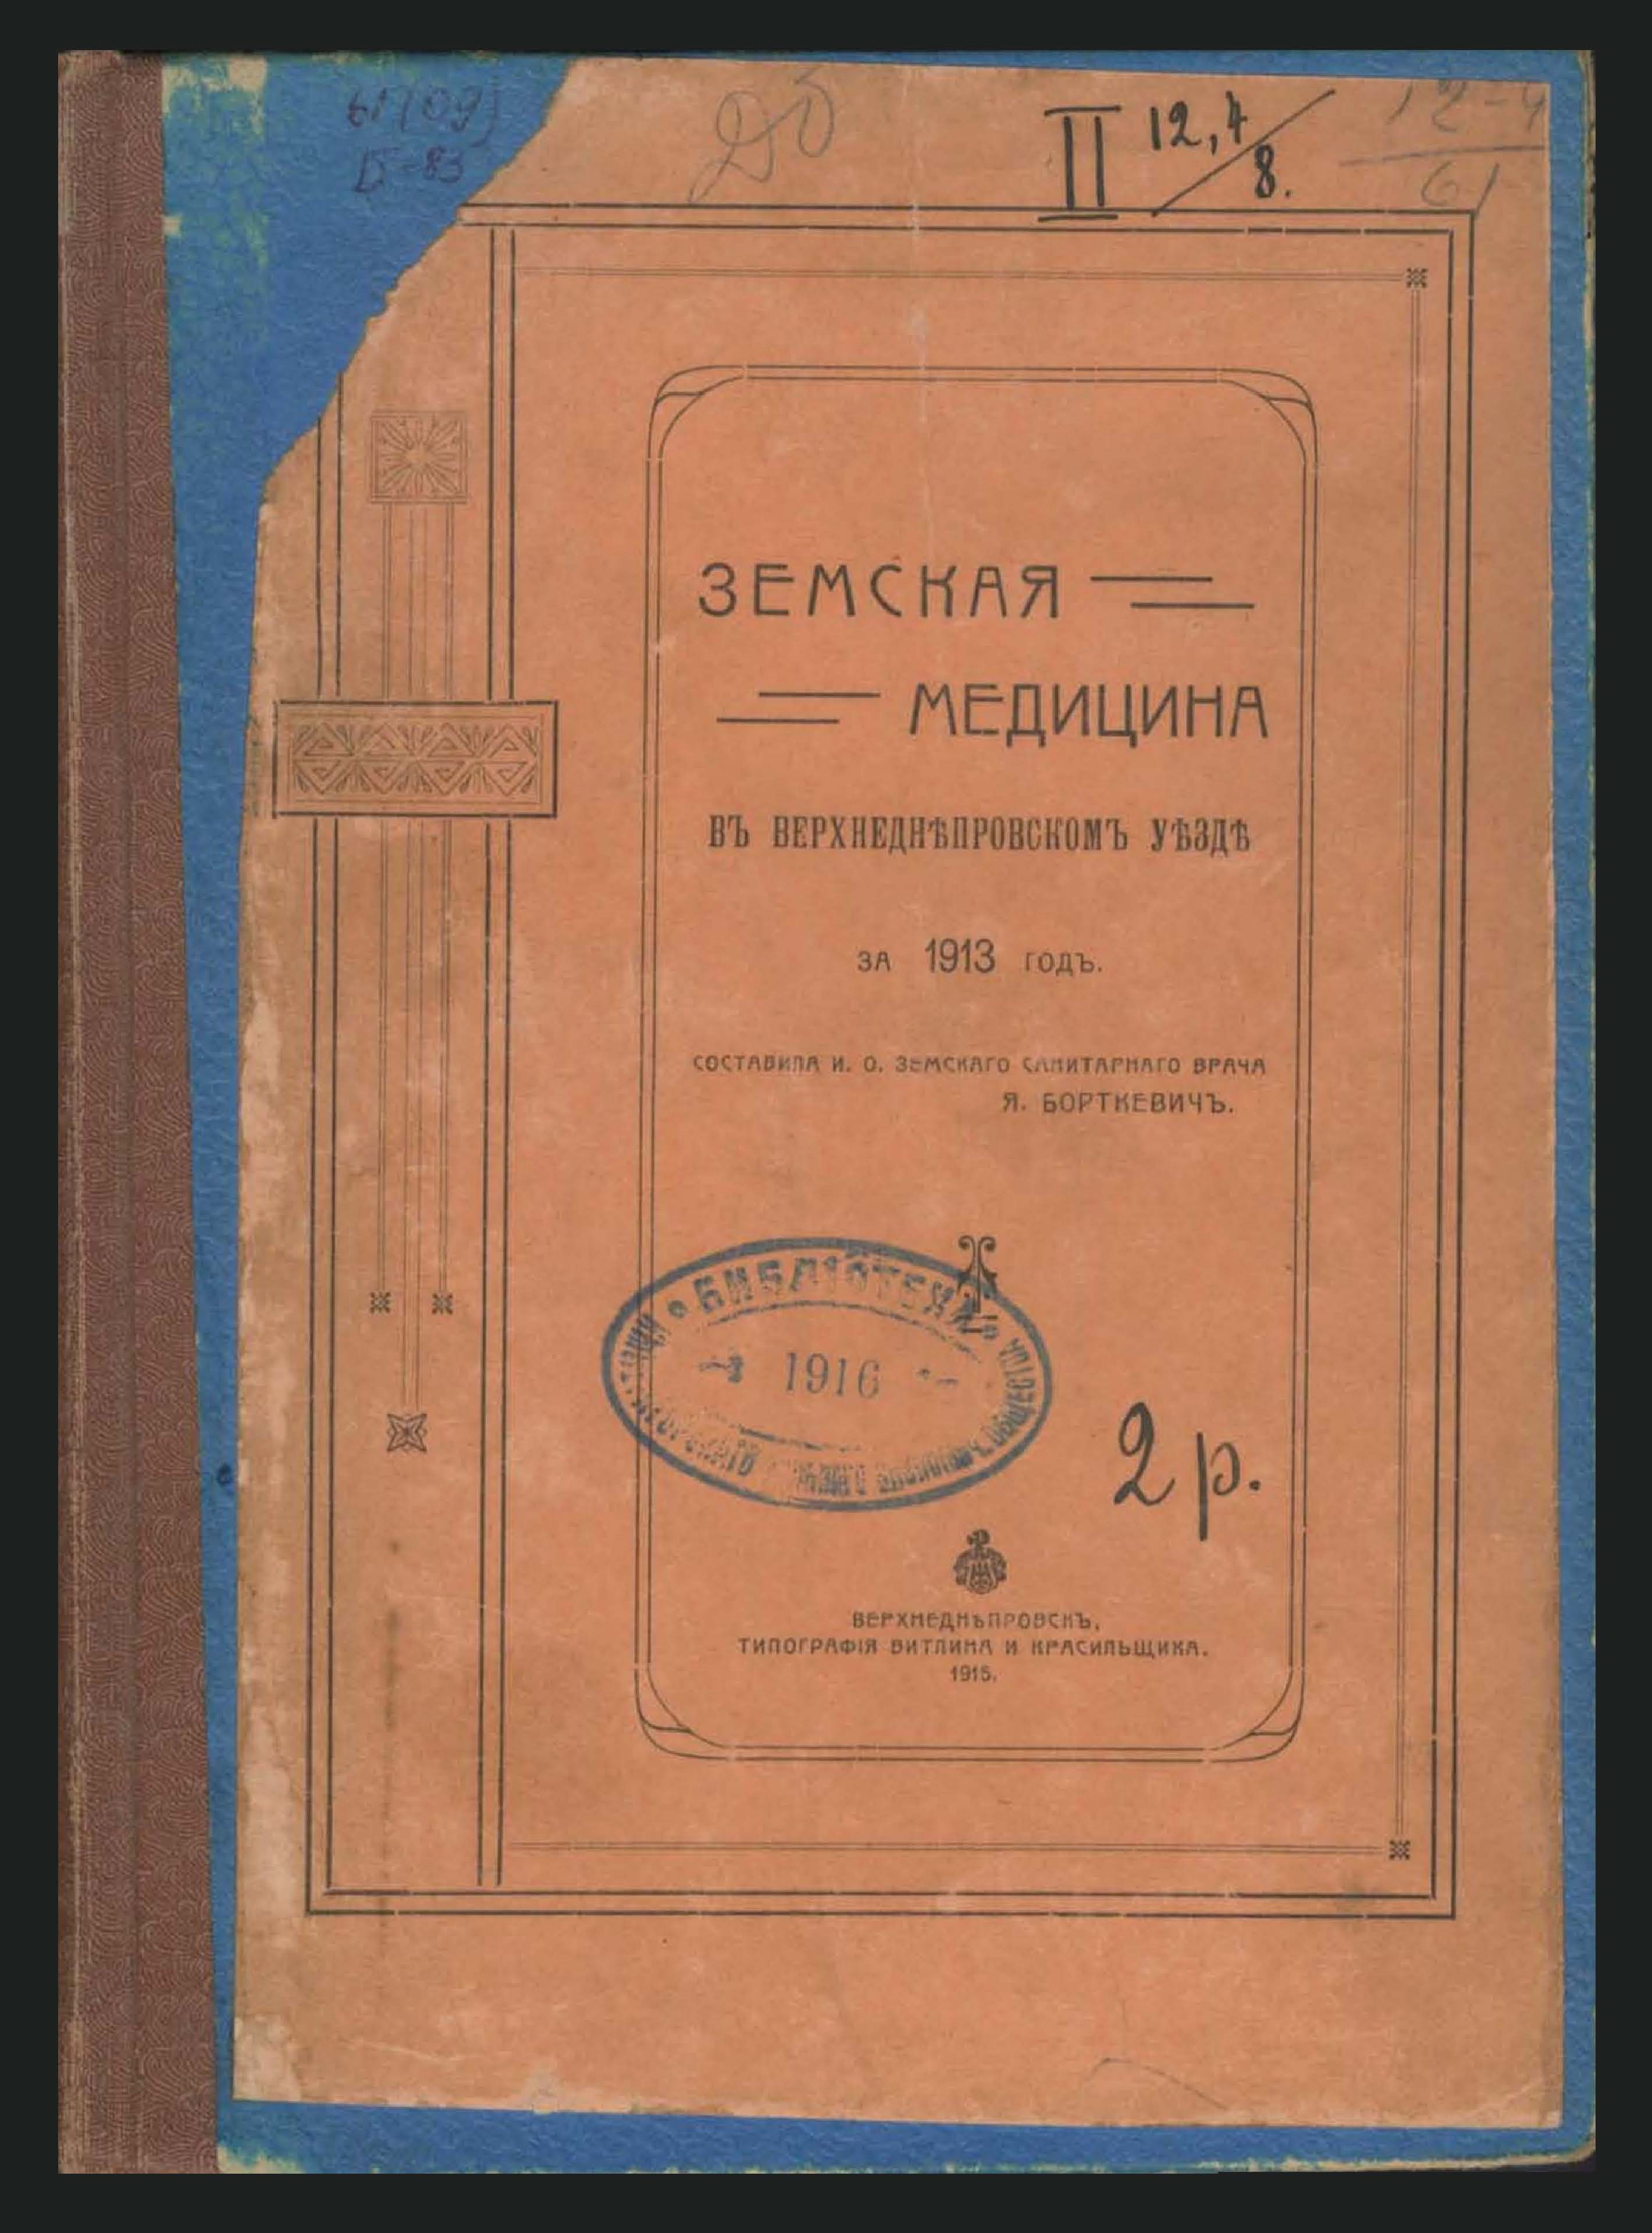 61(09)
Б-83
II 12,4/8.
12-4
61
ЗЕМСКАЯ
МЕДИЦИНА
ВЪ ВЕРХНЕДНѢПРОВСКОМЪ УѢЗДѢ
ЗА 1913 ГОДЪ.
СОСТАВИЛА И. О. ЗЕМСКАГО САНИТАРНАГО ВРАЧА
Я. БОРТКЕВИЧЪ.
БИБЛІОТЕКА
1916
2 р.
ВЕРХНЕДНѢПРОВСКЪ,
ТИПОГРАФІЯ ВИТЛИНА И КРАСИЛЬЩИКА.
1915.